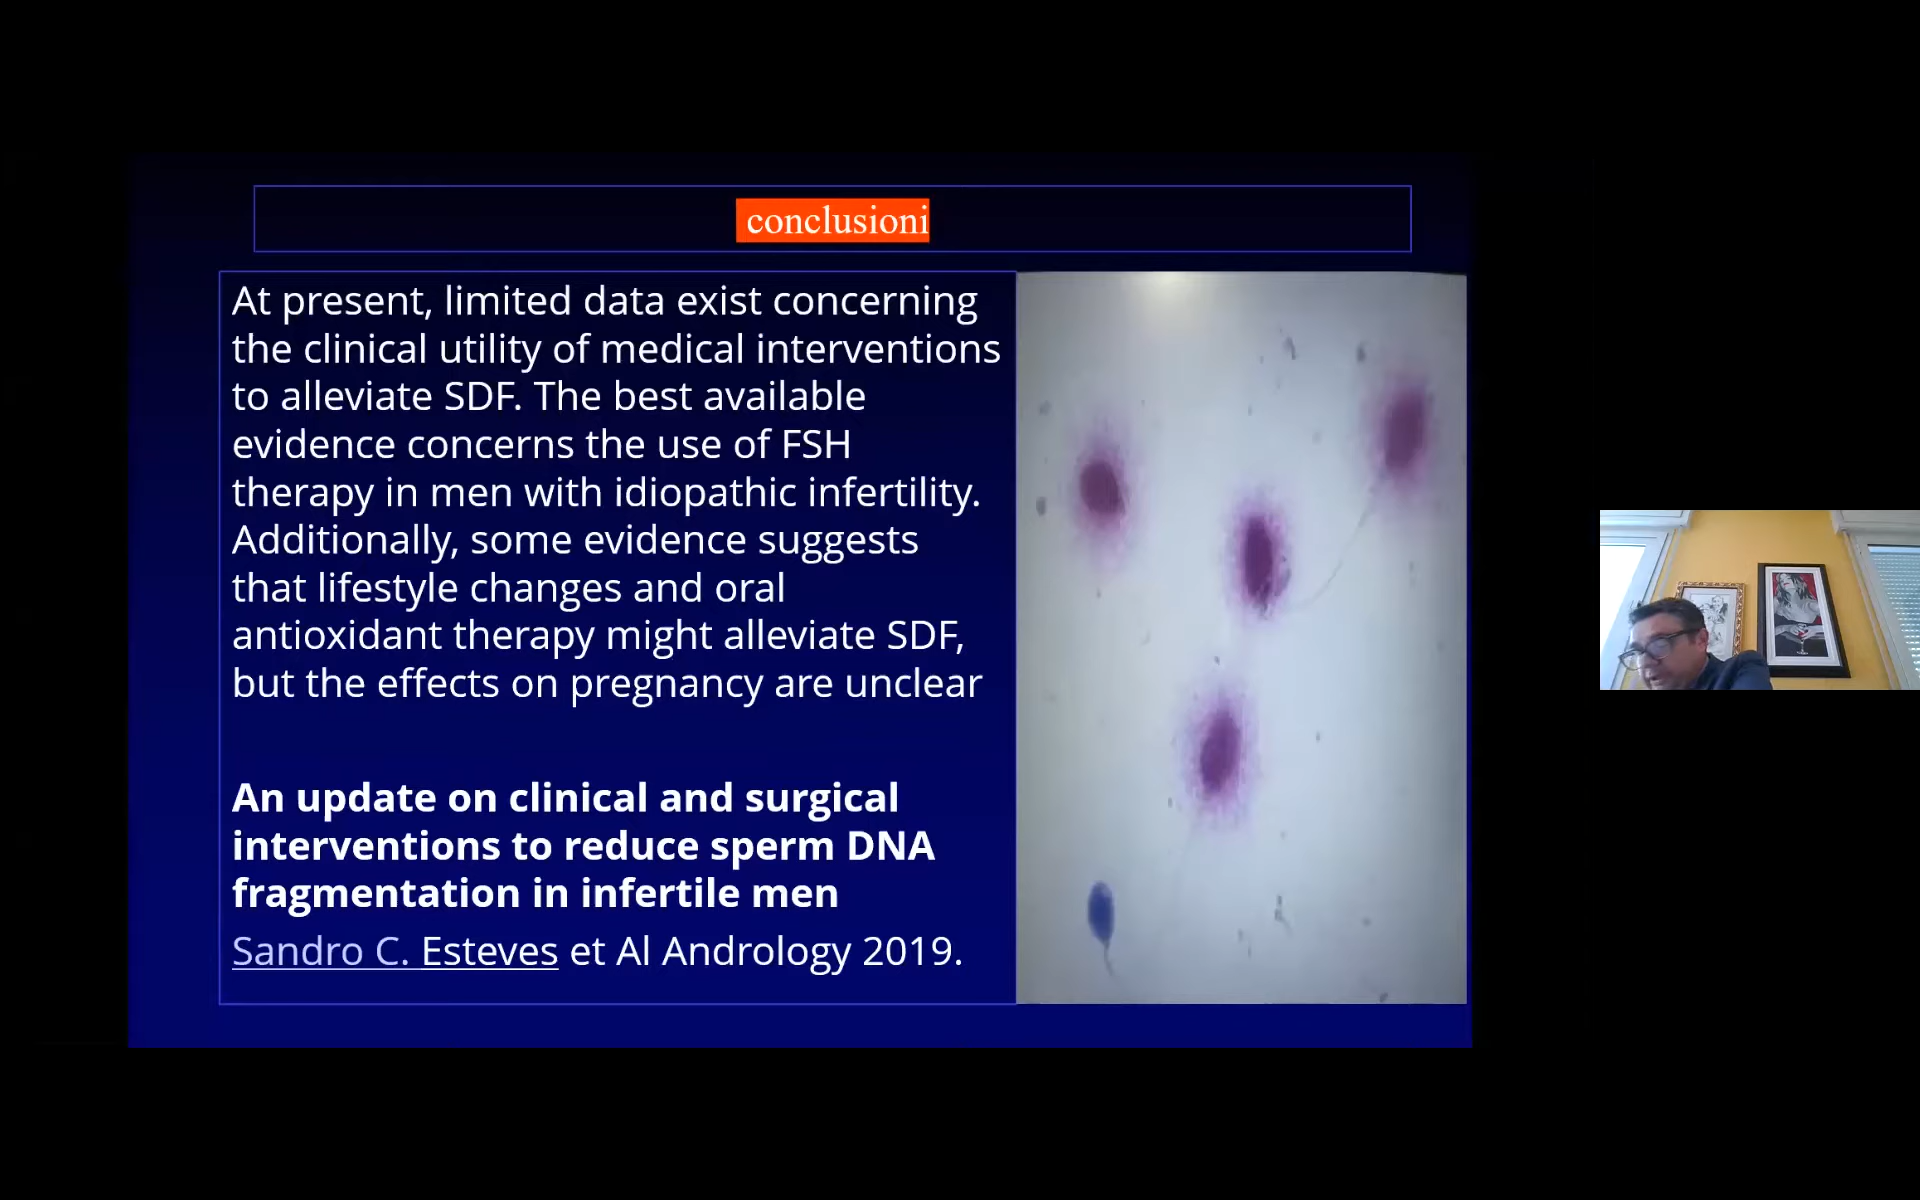 conclusioni
At present, limited data exist concerning
the clinical utility of medical interventions
to alleviate SDF. The best available
evidence concerns the use of FSH
therapy in men with idiopathic infertility.
Additionally, some evidence suggests
that lifestyle changes and oral
antioxidant therapy might alleviate SDF,
but the effects on pregnancy are unclear
An update on clinical and surgical
interventions to reduce sperm DNA
fragmentation in infertile men
Sandro C. Esteves et Al Andrology 2019.